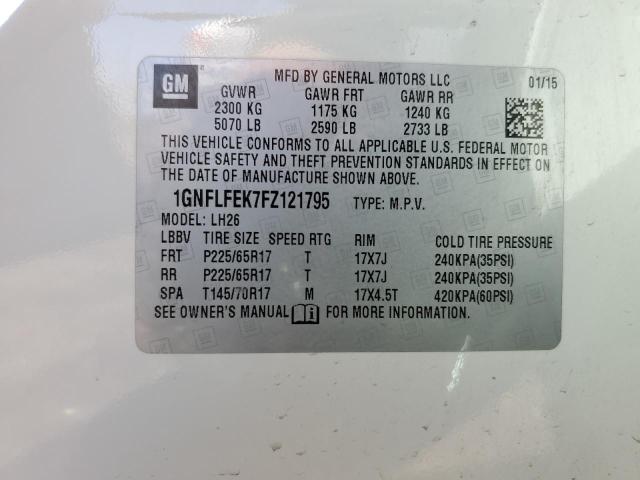 GM
MFD BY GENERAL MOTORS LLC 01/15
GVWR GAWR FRT GAWR RR
2300 KG 1175 KG 1240 KG
5070 LB 2590 LB 2733 LB
THIS VEHICLE CONFORMS TO ALL APPLICABLE U.S. FEDERAL MOTOR
VEHICLE SAFETY AND THEFT PREVENTION STANDARDS IN EFFECT ON
THE DATE OF MANUFACTURE SHOWN ABOVE.
1GNFLFEK7FZ121795 TYPE: M.P.V.
MODEL: LH26
LBBV TIRE SIZE SPEED RTG RIM COLD TIRE PRESSURE
FRT P225/65R17 T 17X7J 240KPA(35PSI)
RR P225/65R17 T 17X7J 240KPA(35PSI)
SPA T145/70R17 M 17X4.5T 420KPA(60PSI)
SEE OWNER'S MANUAL i FOR MORE INFORMATION.